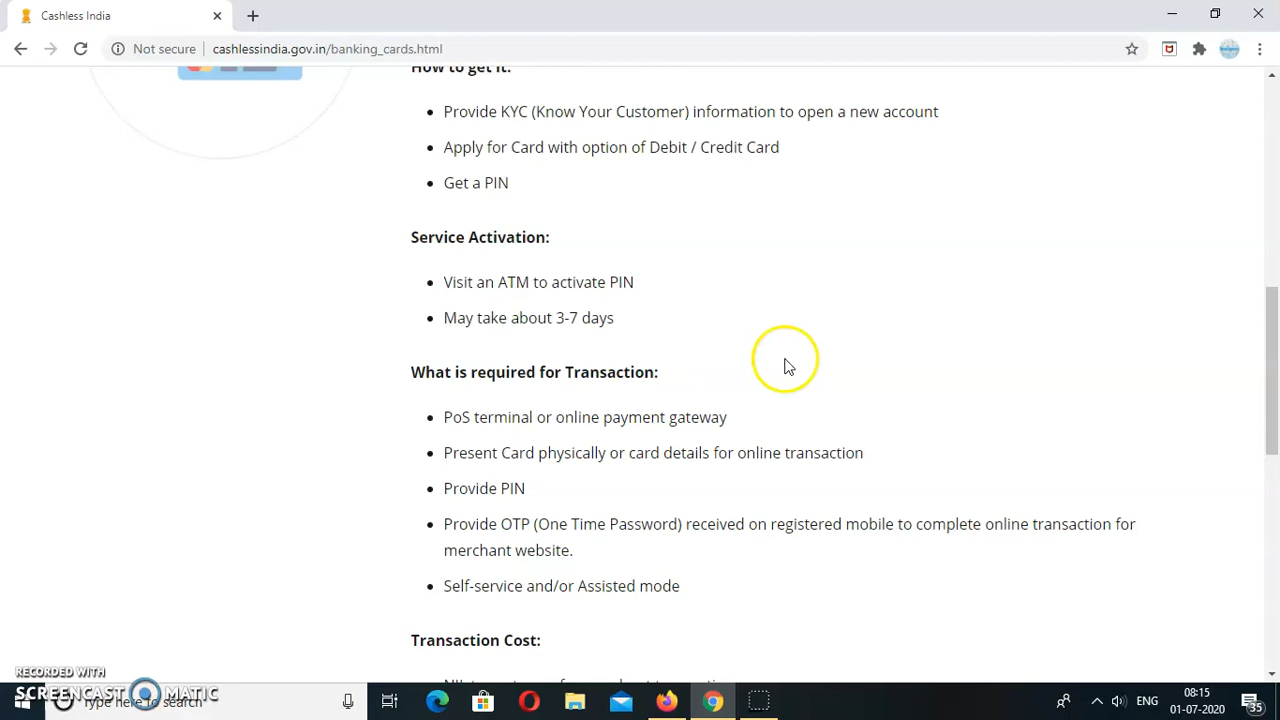 Cashless India
Not secure
cashlessindia.gov.in/banking_cards.html
How to get it:
Provide KYC (Know Your Customer) information to open a new account
Apply for Card with option of Debit / Credit Card
Get a PIN
Service Activation:
Visit an ATM to activate PIN
May take about 3-7 days
What is required for Transaction:
PoS terminal or online payment gateway
Present Card physically or card details for online transaction
Provide PIN
Provide OTP (One Time Password) received on registered mobile to complete online transaction for
merchant website.
Self-service and/or Assisted mode
Transaction Cost:
RECORDED WITH
SCREENCAST MATIC
Type here to search
ENG
08:15
01-07-2020
35